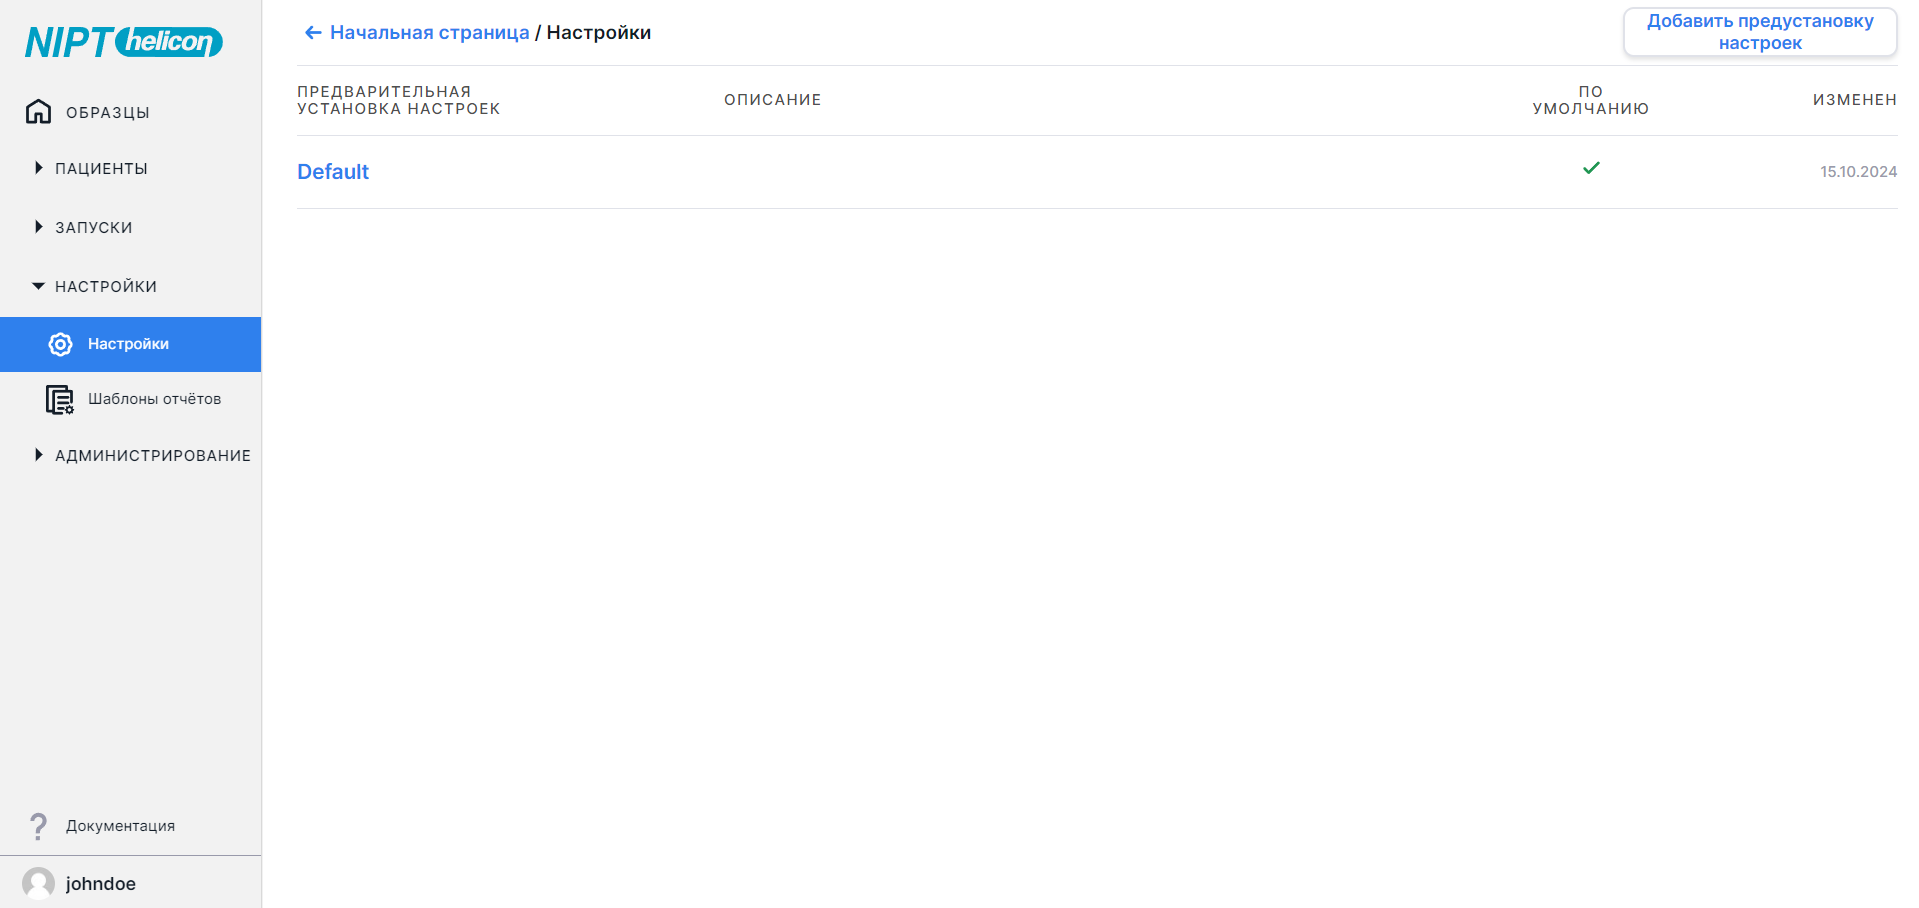 NIPT helicon
ОБРАЗЦЫ
ПАЦИЕНТЫ
ЗАПУСКИ
НАСТРОЙКИ
Настройки
Шаблоны отчётов
АДМИНИСТРИРОВАНИЕ
Документация
johndoe
Начальная страница / Настройки
Добавить предустановку
настроек
ПРЕДВАРИТЕЛЬНАЯ
УСТАНОВКА НАСТРОЕК
ОПИСАНИЕ
ПО
УМОЛЧАНИЮ
ИЗМЕНЕН
Default
15.10.2024